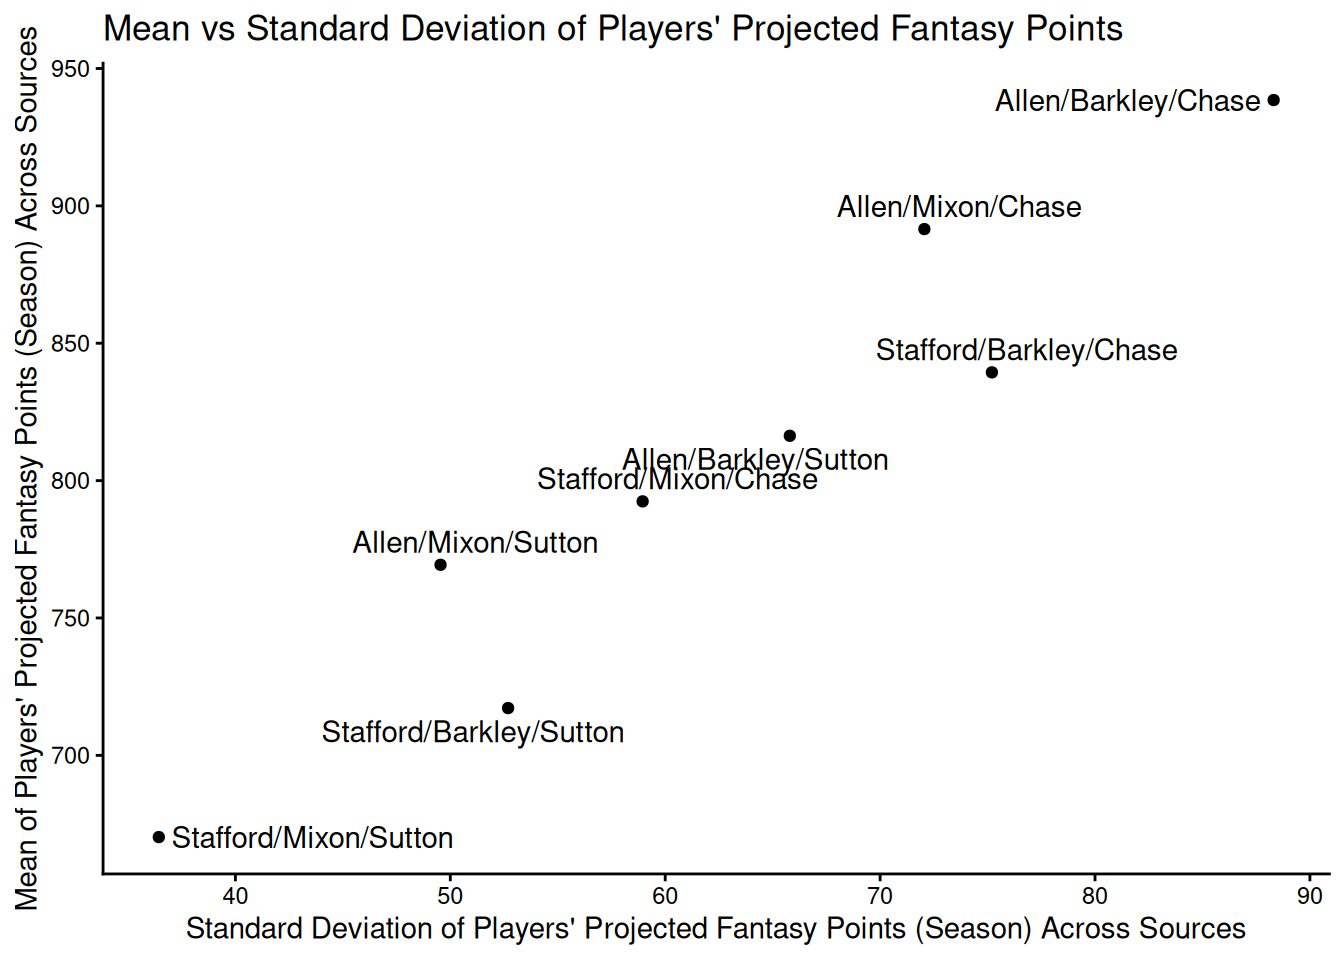 Mean vs Standard Deviation of Players' Projected Fantasy Points
Mean of Players' Projected Fantasy Points (Season) Across Sources
950
900
850
800
750
700
Allen/Barkley/Chase
Allen/Mixon/Chase
Stafford/Barkley/Chase
Allen/Barkley/Sutton
Stafford/Mixon/Chase
Allen/Mixon/Sutton
Stafford/Barkley/Sutton
Stafford/Mixon/Sutton
40 50 60 70 80 90
Standard Deviation of Players' Projected Fantasy Points (Season) Across Sources